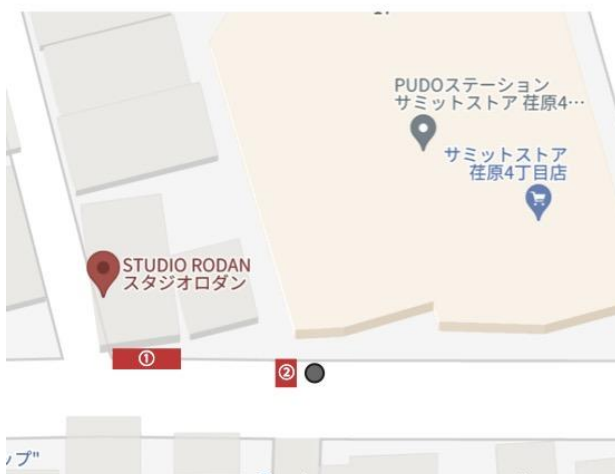 PUDOステーション
サミットストア 荏原4…
サミットストア
荏原4丁目店
STUDIO RODAN
スタジオロダン
①
②
ップ"